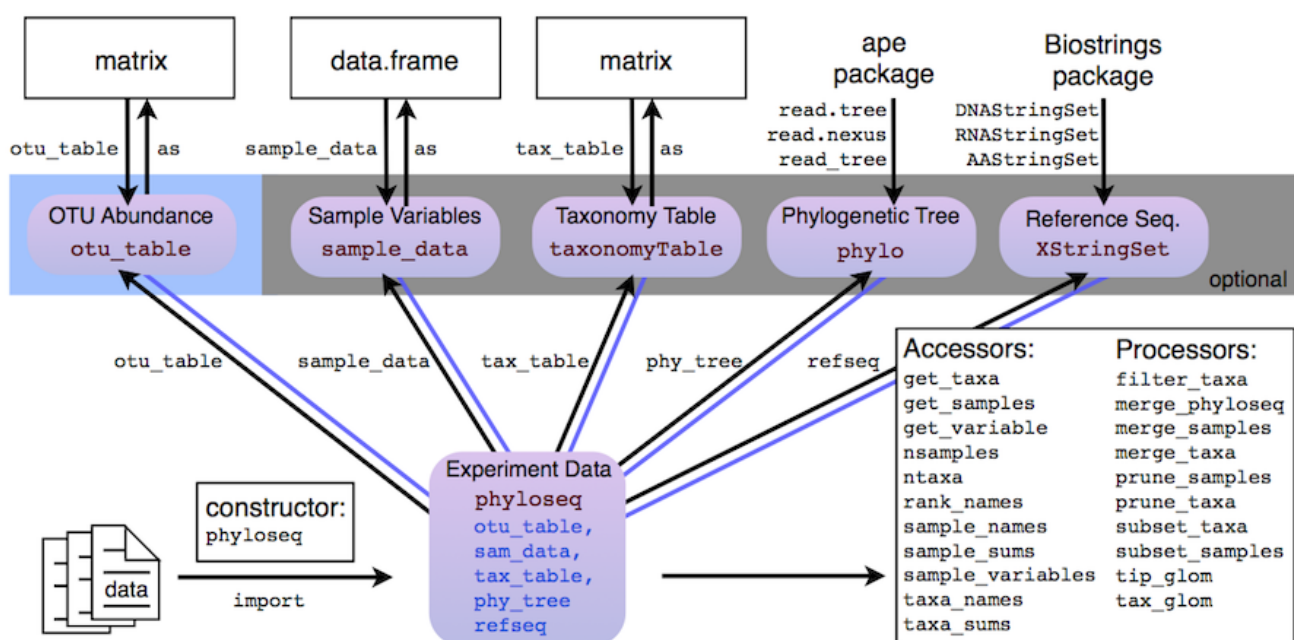 matrix
data.frame
matrix
ape
package
Biostrings
package
otu_table
as
sample_data
as
tax_table
as
read.tree
read.nexus
read_tree
DNAStringSet
RNAStringSet
AAStringSet
OTU Abundance
otu_table
Sample Variables
sample_data
Taxonomy Table
taxonomyTable
Phylogenetic Tree
phylo
Reference Seq.
XStringSet
optional
otu_table
sample_data
tax_table
phy_tree
refseq
constructor:
phyloseq
data
import
Experiment Data
phyloseq
otu_table,
sam_data,
tax_table,
phy_tree
refseq
Accessors:
get_taxa
get_samples
get_variable
nsamples
ntaxa
rank_names
sample_names
sample_sums
sample_variables
taxa_names
taxa_sums
Processors:
filter_taxa
merge_phyloseq
merge_samples
merge_taxa
prune_samples
prune_taxa
subset_taxa
subset_samples
tip_glom
tax_glom